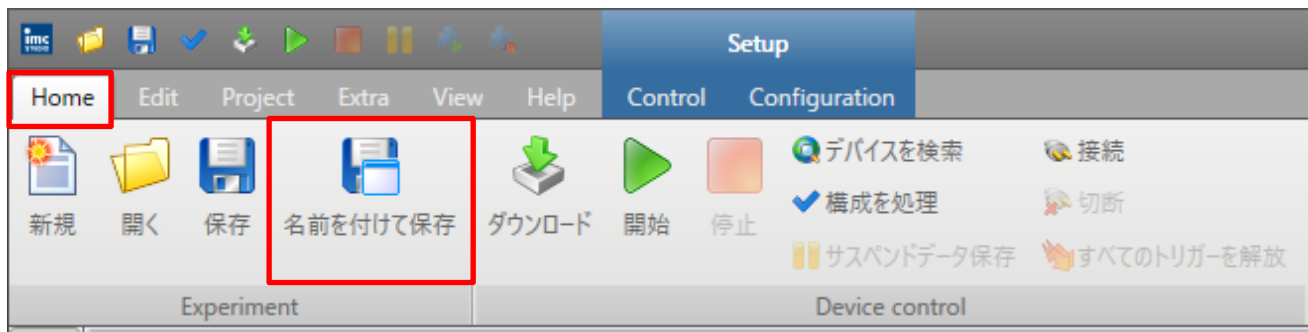 imc
STUDIO
Setup
Home Edit Project Extra View Help Control Configuration
新規 開く 保存 名前を付けて保存 ダウンロード 開始 停止
デバイスを検索 接続
構成を処理 切断
サスペンドデータ保存 すべてのトリガーを解放
Experiment Device control